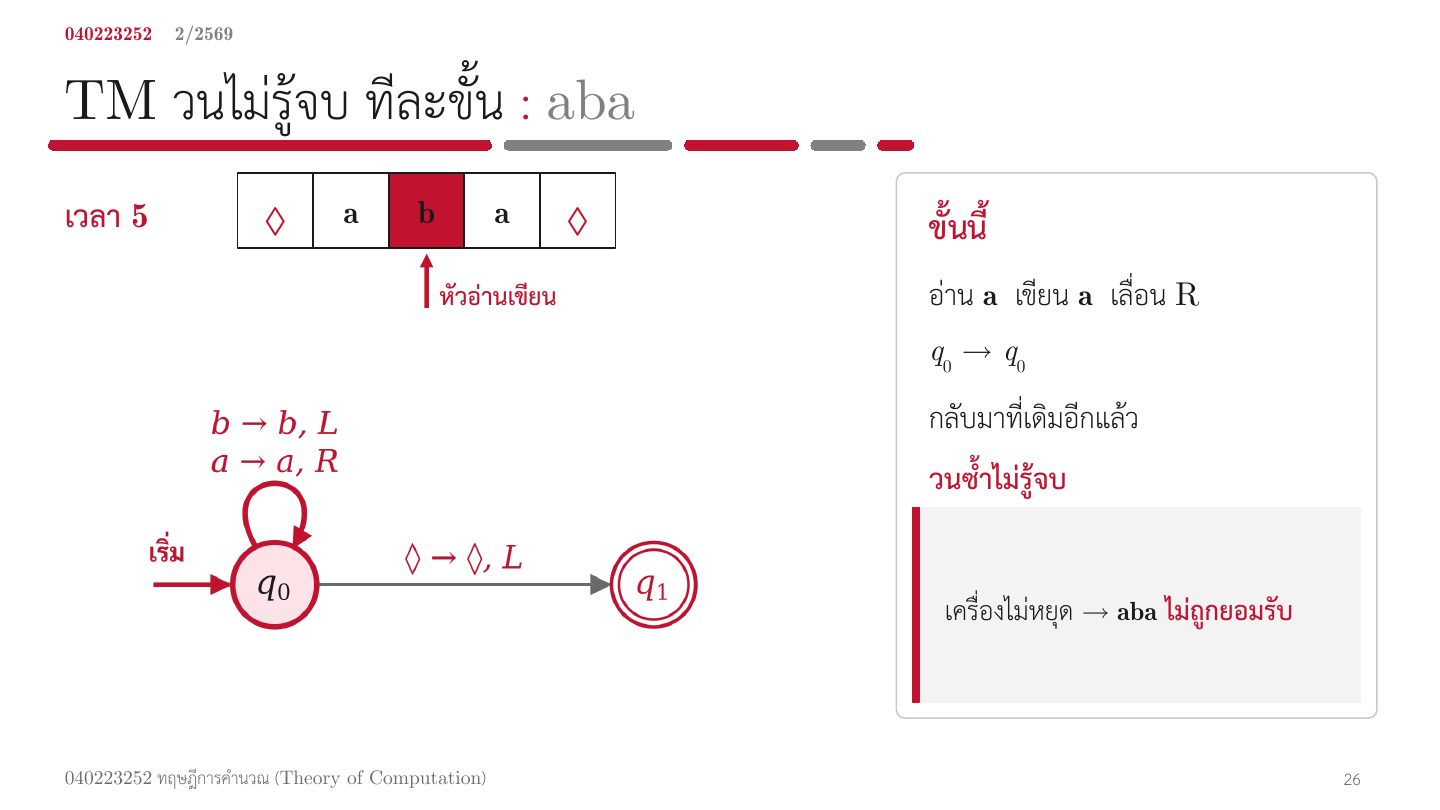 040223252 2/2569
TM วนไม่รู้จบ ทีละขั้น : aba
เวลา 5
◊ a b a ◊
หัวอ่านเขียน
b → b, L
a → a, R
เริ่ม
q₀
◊ → ◊, L
q₁
ขั้นนี้
อ่าน a เขียน a เลื่อน R
q₀ → q₀
กลับมาที่เดิมอีกแล้ว
วนซ้ำไม่รู้จบ
เครื่องไม่หยุด → aba ไม่ถูกยอมรับ
040223252 ทฤษฎีการคำนวณ (Theory of Computation)
26